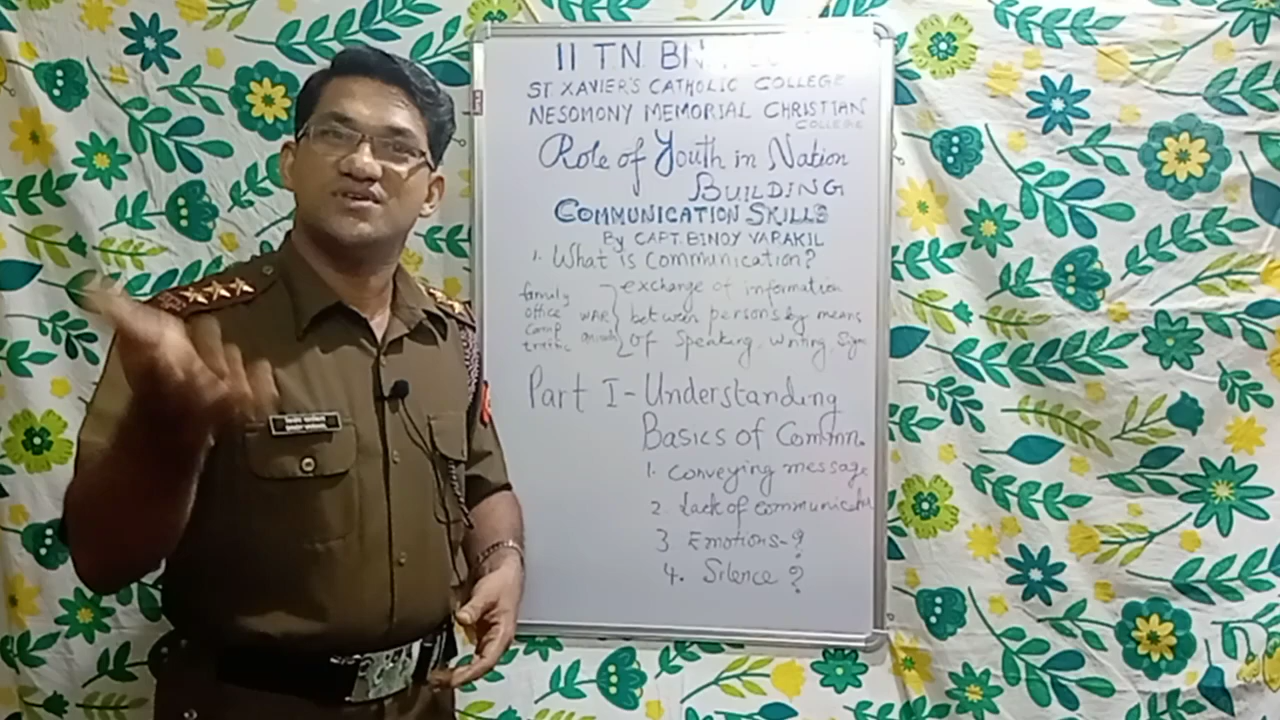 11 TN BN
ST XAVIER'S CATHOLIC COLLEGE
NESOMONY MEMORIAL CHRISTIAN
COLLEGE
Role of Youth in Nation
BUILDING
COMMUNICATION SKILLS
By CAPT. BINOY VARAKIL
1. What is communication?
family
office
camp
traffic
WAR
exchange of information
between person's by means
of Speaking, Writing, Sign
Part I - Understanding
Basics of Commn.
1. Conveying message
2. Lack of communicatn
3. Emotions - ?
4. Silence ?